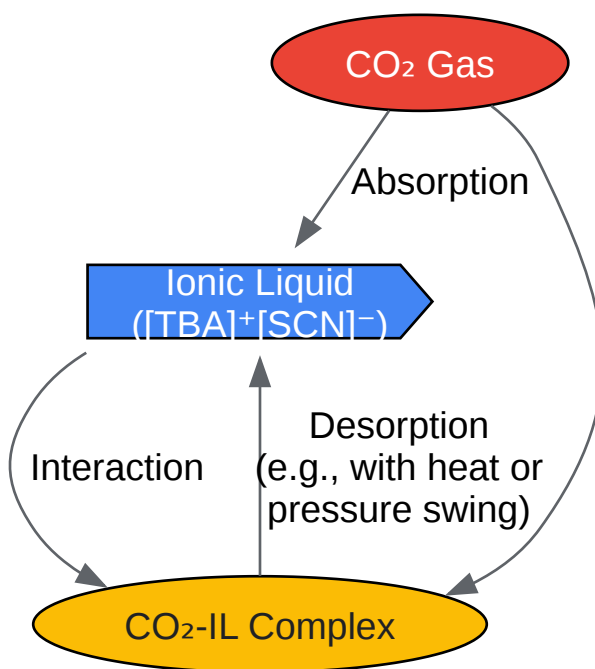 CO₂ Gas
Absorption
Ionic Liquid
([TBA]⁺[SCN]⁻)
Desorption
(e.g., with heat or
pressure swing)
Interaction
CO₂-IL Complex